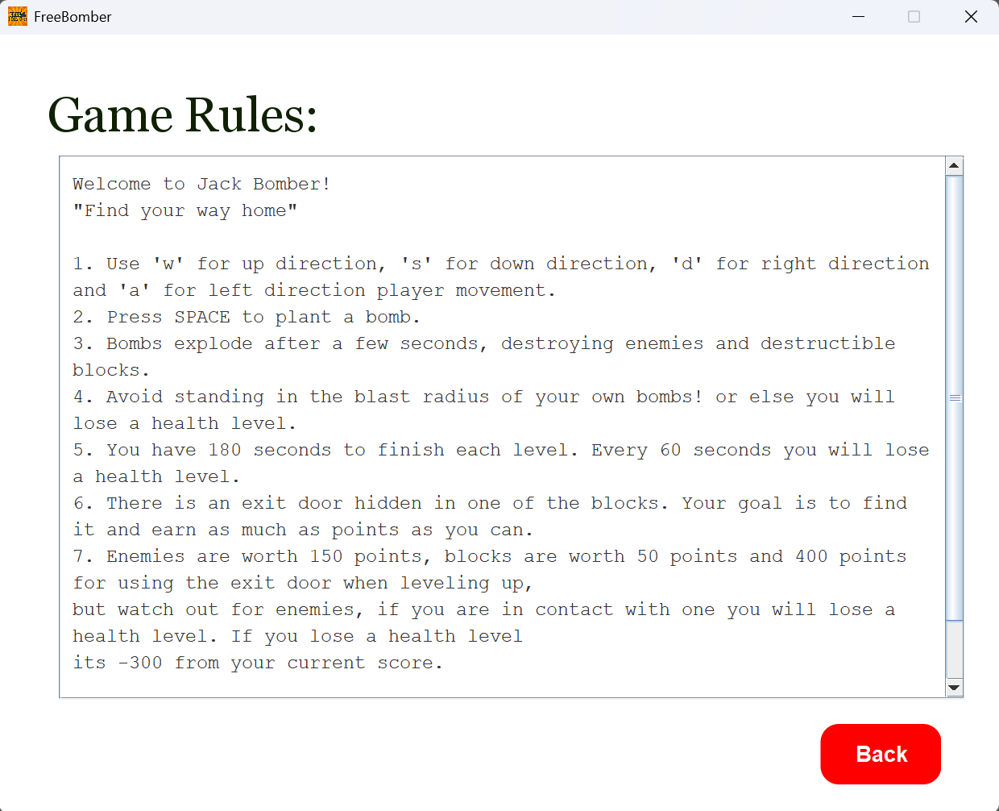 FreeBomber
Game Rules:
Welcome to Jack Bomber!
"Find your way home"
1. Use 'w' for up direction, 's' for down direction, 'd' for right direction
and 'a' for left direction player movement.
2. Press SPACE to plant a bomb.
3. Bombs explode after a few seconds, destroying enemies and destructible
blocks.
4. Avoid standing in the blast radius of your own bombs! or else you will
lose a health level.
5. You have 180 seconds to finish each level. Every 60 seconds you will lose
a health level.
6. There is an exit door hidden in one of the blocks. Your goal is to find
it and earn as much as points as you can.
7. Enemies are worth 150 points, blocks are worth 50 points and 400 points
for using the exit door when leveling up,
but watch out for enemies, if you are in contact with one you will lose a
health level. If you lose a health level
its -300 from your current score.
Back